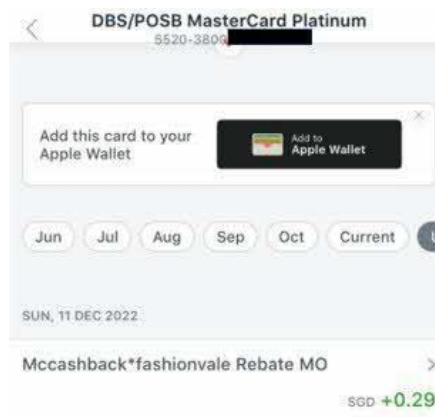 DBS/POSB MasterCard Platinum
5520-3800
Add this card to your
Apple Wallet
Add to
Apple Wallet
Jun Jul Aug Sep Oct Current
SUN, 11 DEC 2022
Mccashback*fashionvale Rebate MO
SGD +0.29